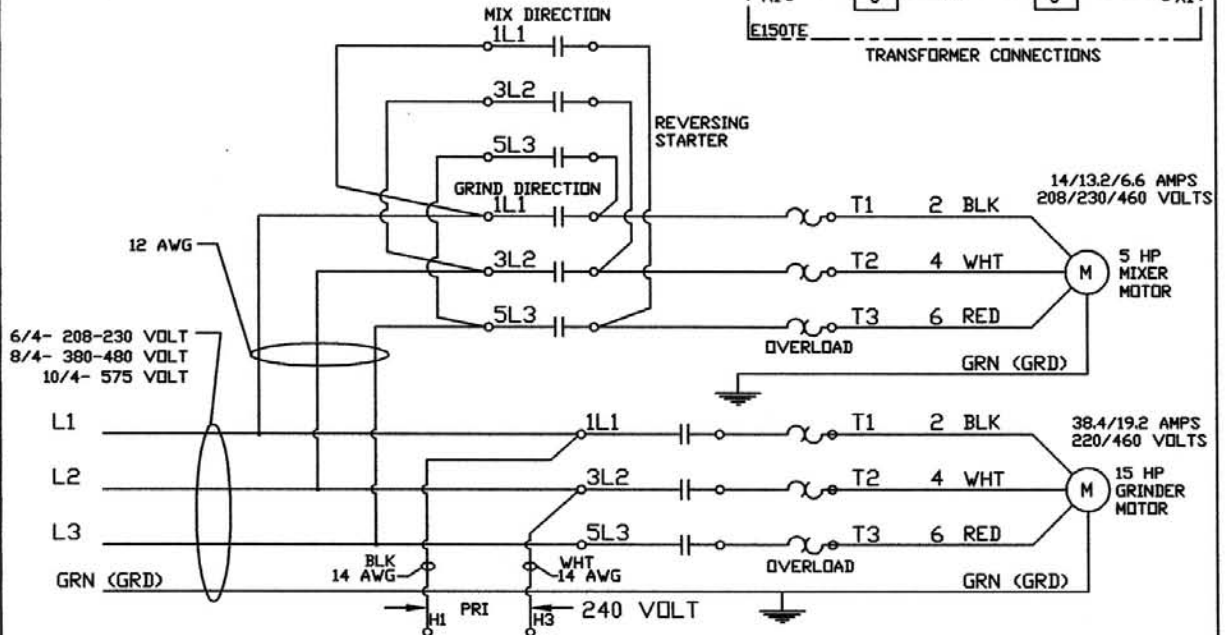 MIX DIRECTION
1L1
3L2
5L3
REVERSING
STARTER
E150TE
TRANSFORMER CONNECTIONS
GRIND DIRECTION
1L1
3L2
5L3
12 AWG
6/4- 208-230 VOLT
8/4- 380-480 VOLT
10/4- 575 VOLT
T1 2 BLK
T2 4 WHT
T3 6 RED
OVERLOAD
GRN (GRD)
14/13.2/6.6 AMPS
208/230/460 VOLTS
M
5 HP
MIXER
MOTOR
L1
L2
L3
GRN (GRD)
1L1
3L2
5L3
BLK
14 AWG
WHT
14 AWG
PRI
240 VOLT
H1
H3
T1 2 BLK
T2 4 WHT
T3 6 RED
OVERLOAD
GRN (GRD)
38.4/19.2 AMPS
220/460 VOLTS
M
15 HP
GRINDER
MOTOR